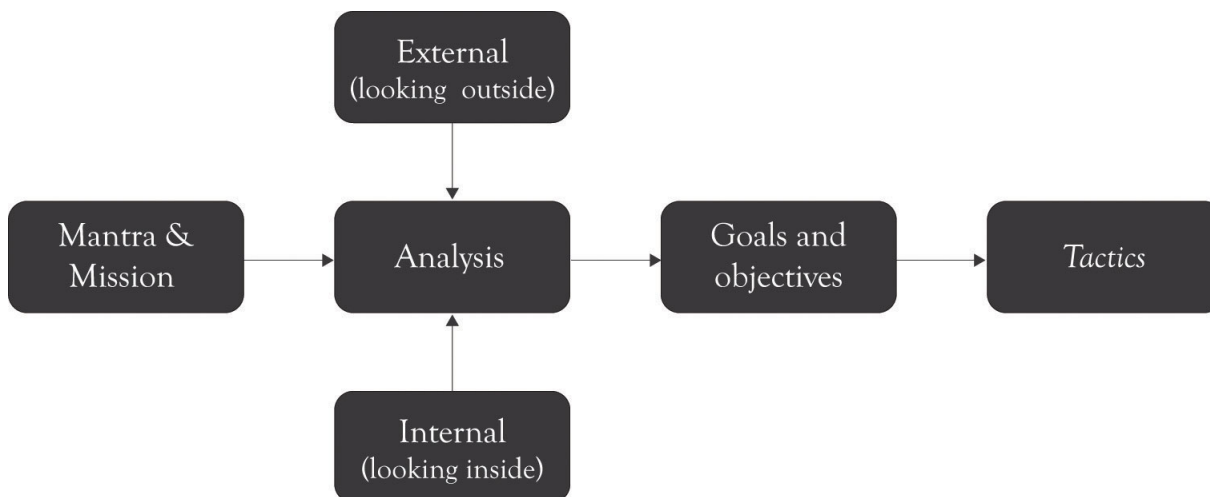 External
(looking outside)
Mantra &
Mission
Analysis
Goals and
objectives
Tactics
Internal
(looking inside)